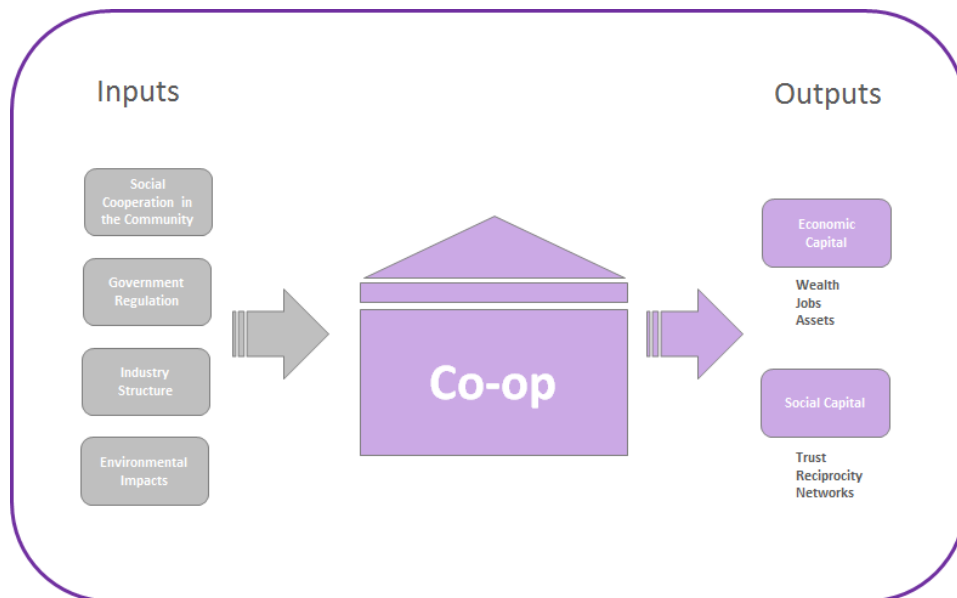 Inputs
Outputs
Social
Cooperation in
the Community
Government
Regulation
Industry
Structure
Environmental
Impacts
Co-op
Economic
Capital
Wealth
Jobs
Assets
Social Capital
Trust
Reciprocity
Networks